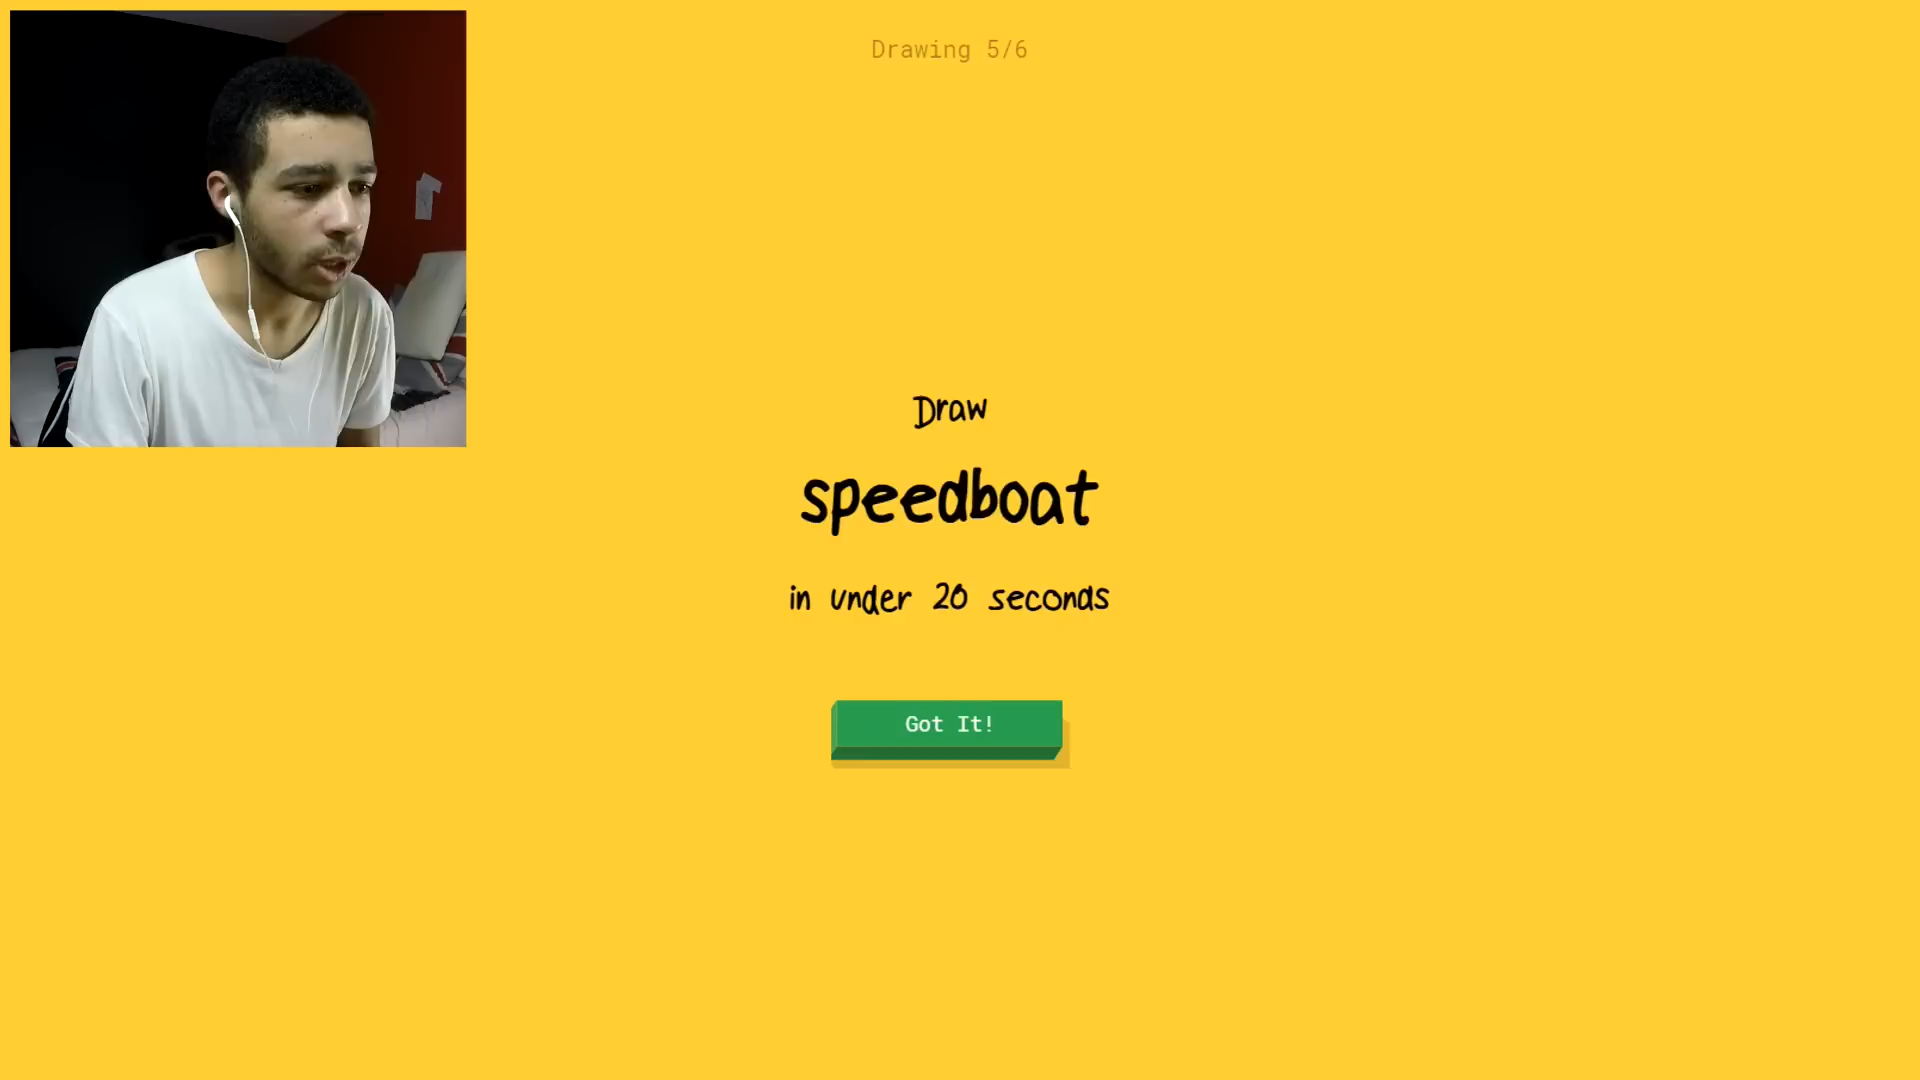 Drawing 5/6
Draw
speedboat
in under 20 seconds
Got It!